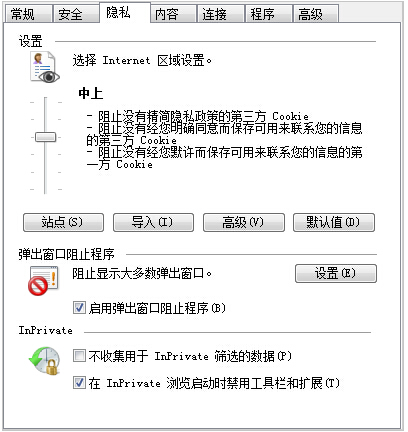 常规 安全 隐私 内容 连接 程序 高级
设置
选择 Internet 区域设置。
中上
- 阻止没有精简隐私政策的第三方 Cookie
- 阻止没有经您明确同意而保存可用来联系您的信息
的第三方 Cookie
- 阻止没有经您默许而保存可用来联系您的信息的第
一方 Cookie
站点(S) 导入(I) 高级(V) 默认值(D)
弹出窗口阻止程序
阻止显示大多数弹出窗口。 设置(E)
启用弹出窗口阻止程序(B)
InPrivate
不收集用于 InPrivate 筛选的数据(P)
在 InPrivate 浏览启动时禁用工具栏和扩展(T)